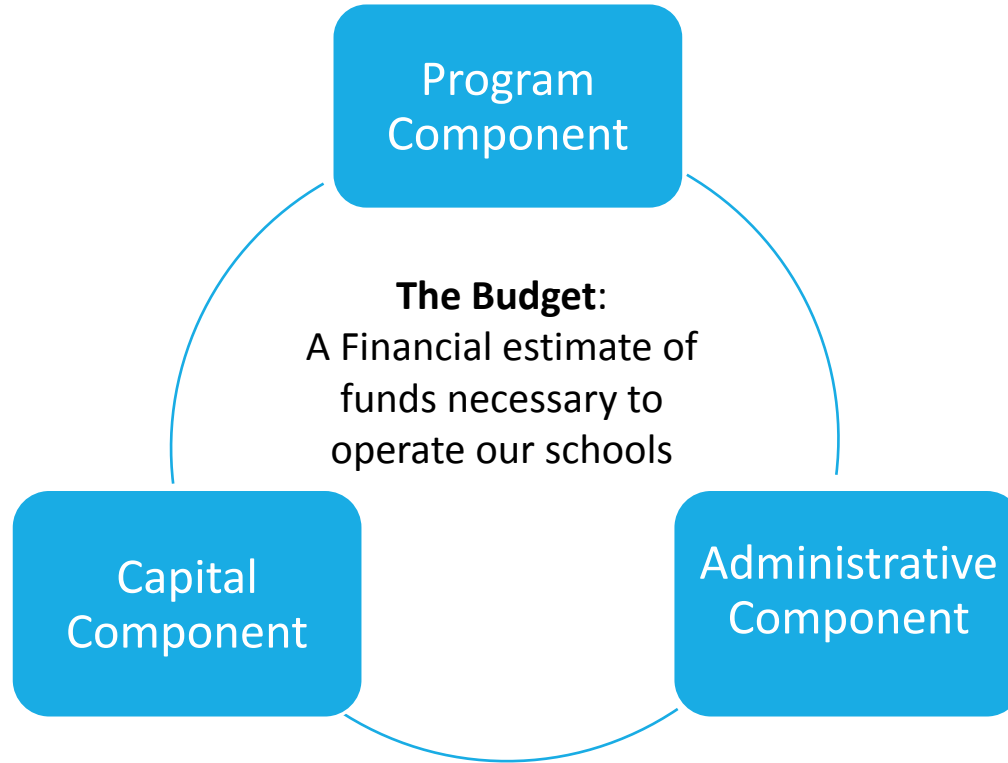 Program
Component
The Budget:
A Financial estimate of
funds necessary to
operate our schools
Capital
Component
Administrative
Component